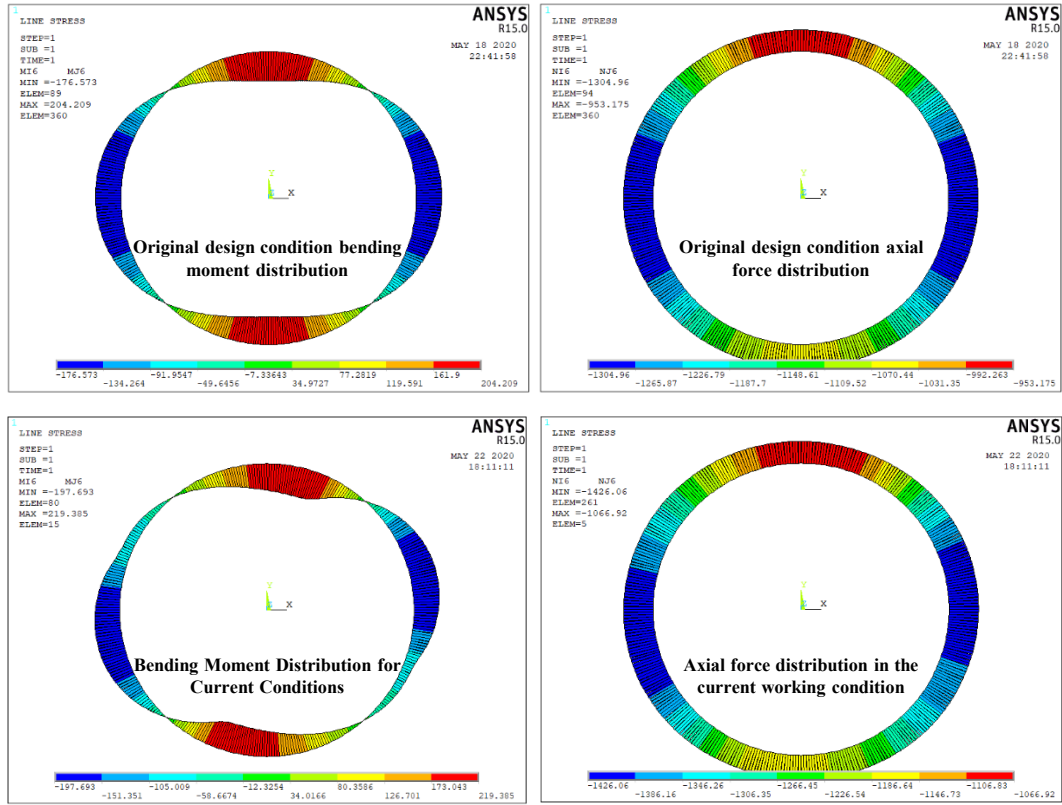 1
LINE STRESS
STEP=1
SUB =1
TIME=1
MI6 MJ6
MIN =-176.573
ELEM=89
MAX =204.209
ELEM=360
ANSYS
R15.0
MAY 18 2020
22:41:58
Y
Z X
Original design condition bending
moment distribution
-176.573 -91.9547 -7.33643 77.2819 161.9
-134.264 -49.6456 34.9727 119.591 204.209
1
LINE STRESS
STEP=1
SUB =1
TIME=1
NI6 NJ6
MIN =-1304.96
ELEM=94
MAX =-953.175
ELEM=360
ANSYS
R15.0
MAY 18 2020
22:41:58
Y
Z X
Original design condition axial
force distribution
-1304.96 -1226.79 -1148.61 -1070.44 -992.263
-1265.87 -1187.7 -1109.52 -1031.35 -953.175
1
LINE STRESS
STEP=1
SUB =1
TIME=1
MI6 MJ6
MIN =-197.693
ELEM=80
MAX =219.385
ELEM=15
ANSYS
R15.0
MAY 22 2020
18:11:11
Y
Z X
Bending Moment Distribution for
Current Conditions
-197.693 -105.009 -12.3254 80.3586 173.043
-151.351 -58.6674 34.0166 126.701 219.385
1
LINE STRESS
STEP=1
SUB =1
TIME=1
NI6 NJ6
MIN =-1426.06
ELEM=261
MAX =-1066.92
ELEM=5
ANSYS
R15.0
MAY 22 2020
18:11:11
Y
Z X
Axial force distribution in the
current working condition
-1426.06 -1346.26 -1266.45 -1186.64 -1106.83
-1386.16 -1306.35 -1226.54 -1146.73 -1066.92